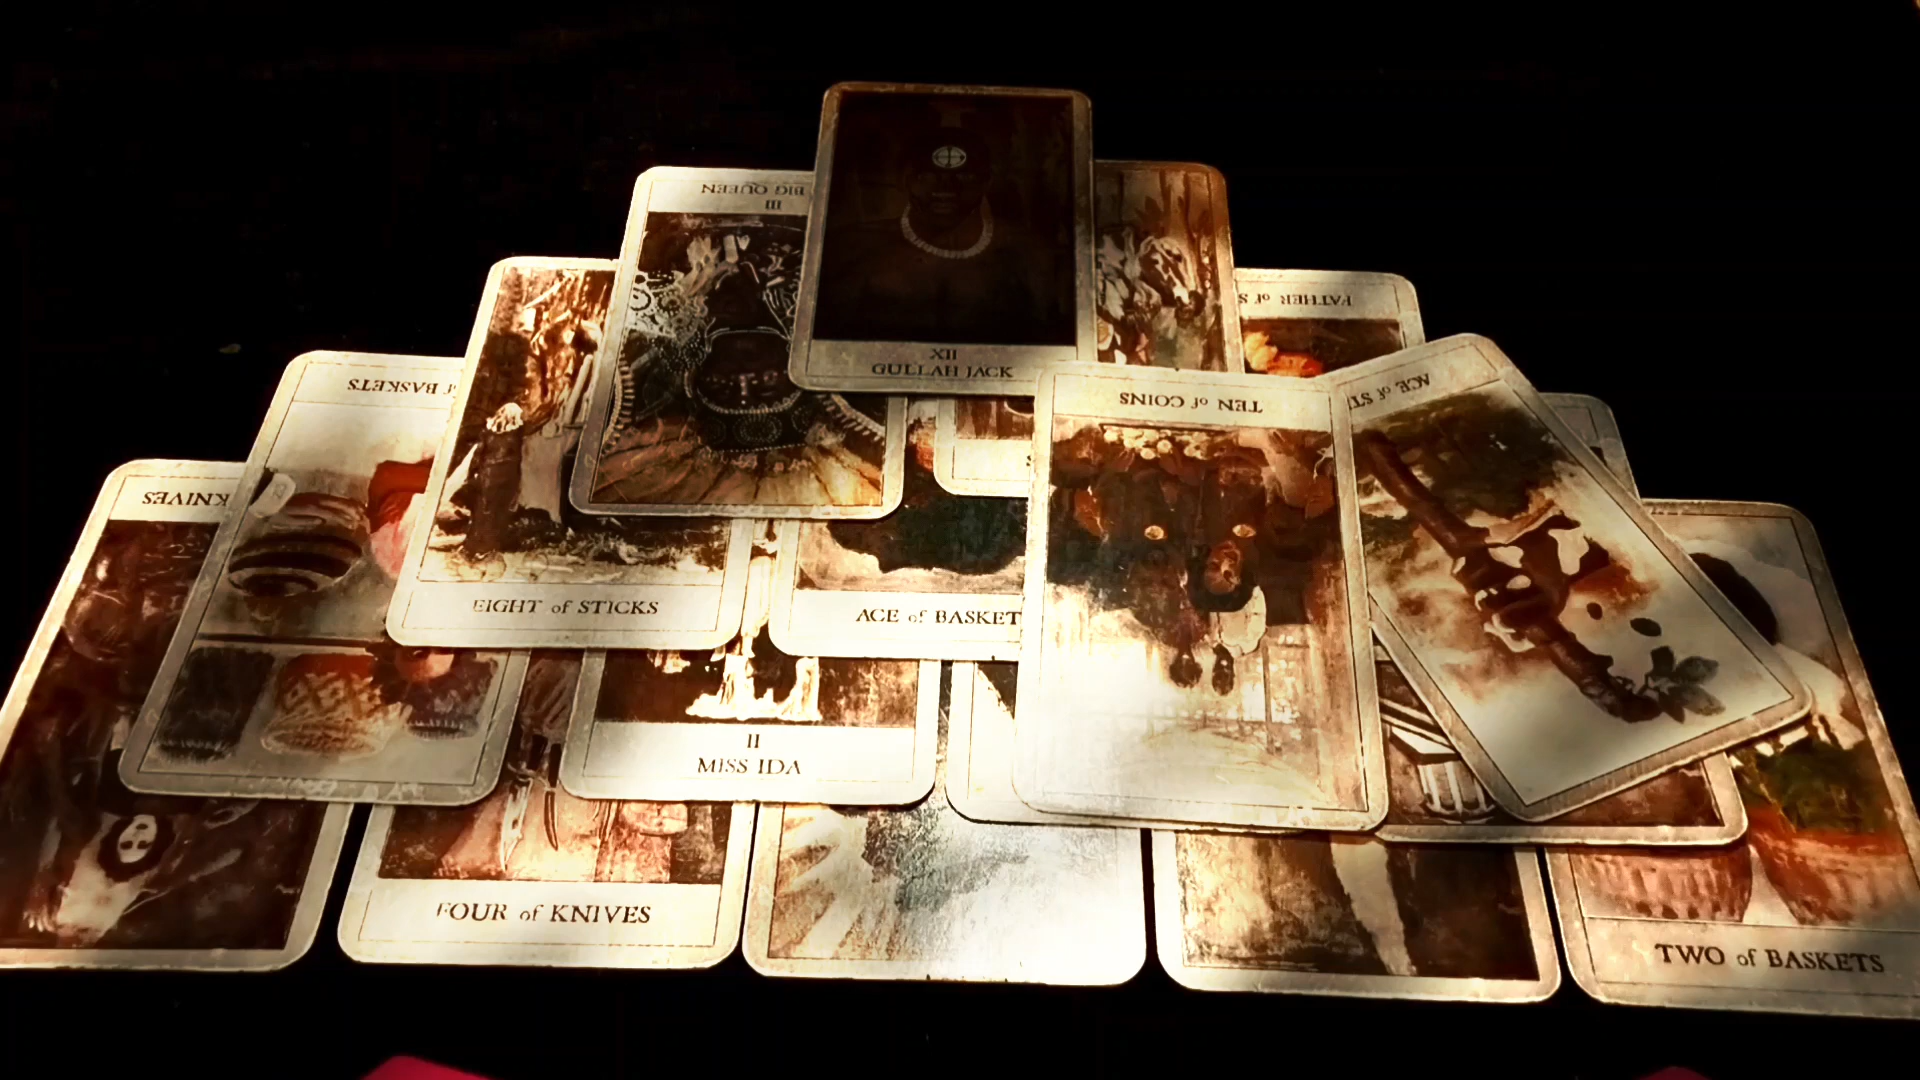 XII
GULLAH JACK
BIG QUEEN
III
FATHER of S
TEN of COINS
ACE of ST
of BASKETS
KNIVES
EIGHT of STICKS
ACE of BASKET
II
MISS IDA
FOUR of KNIVES
TWO of BASKETS